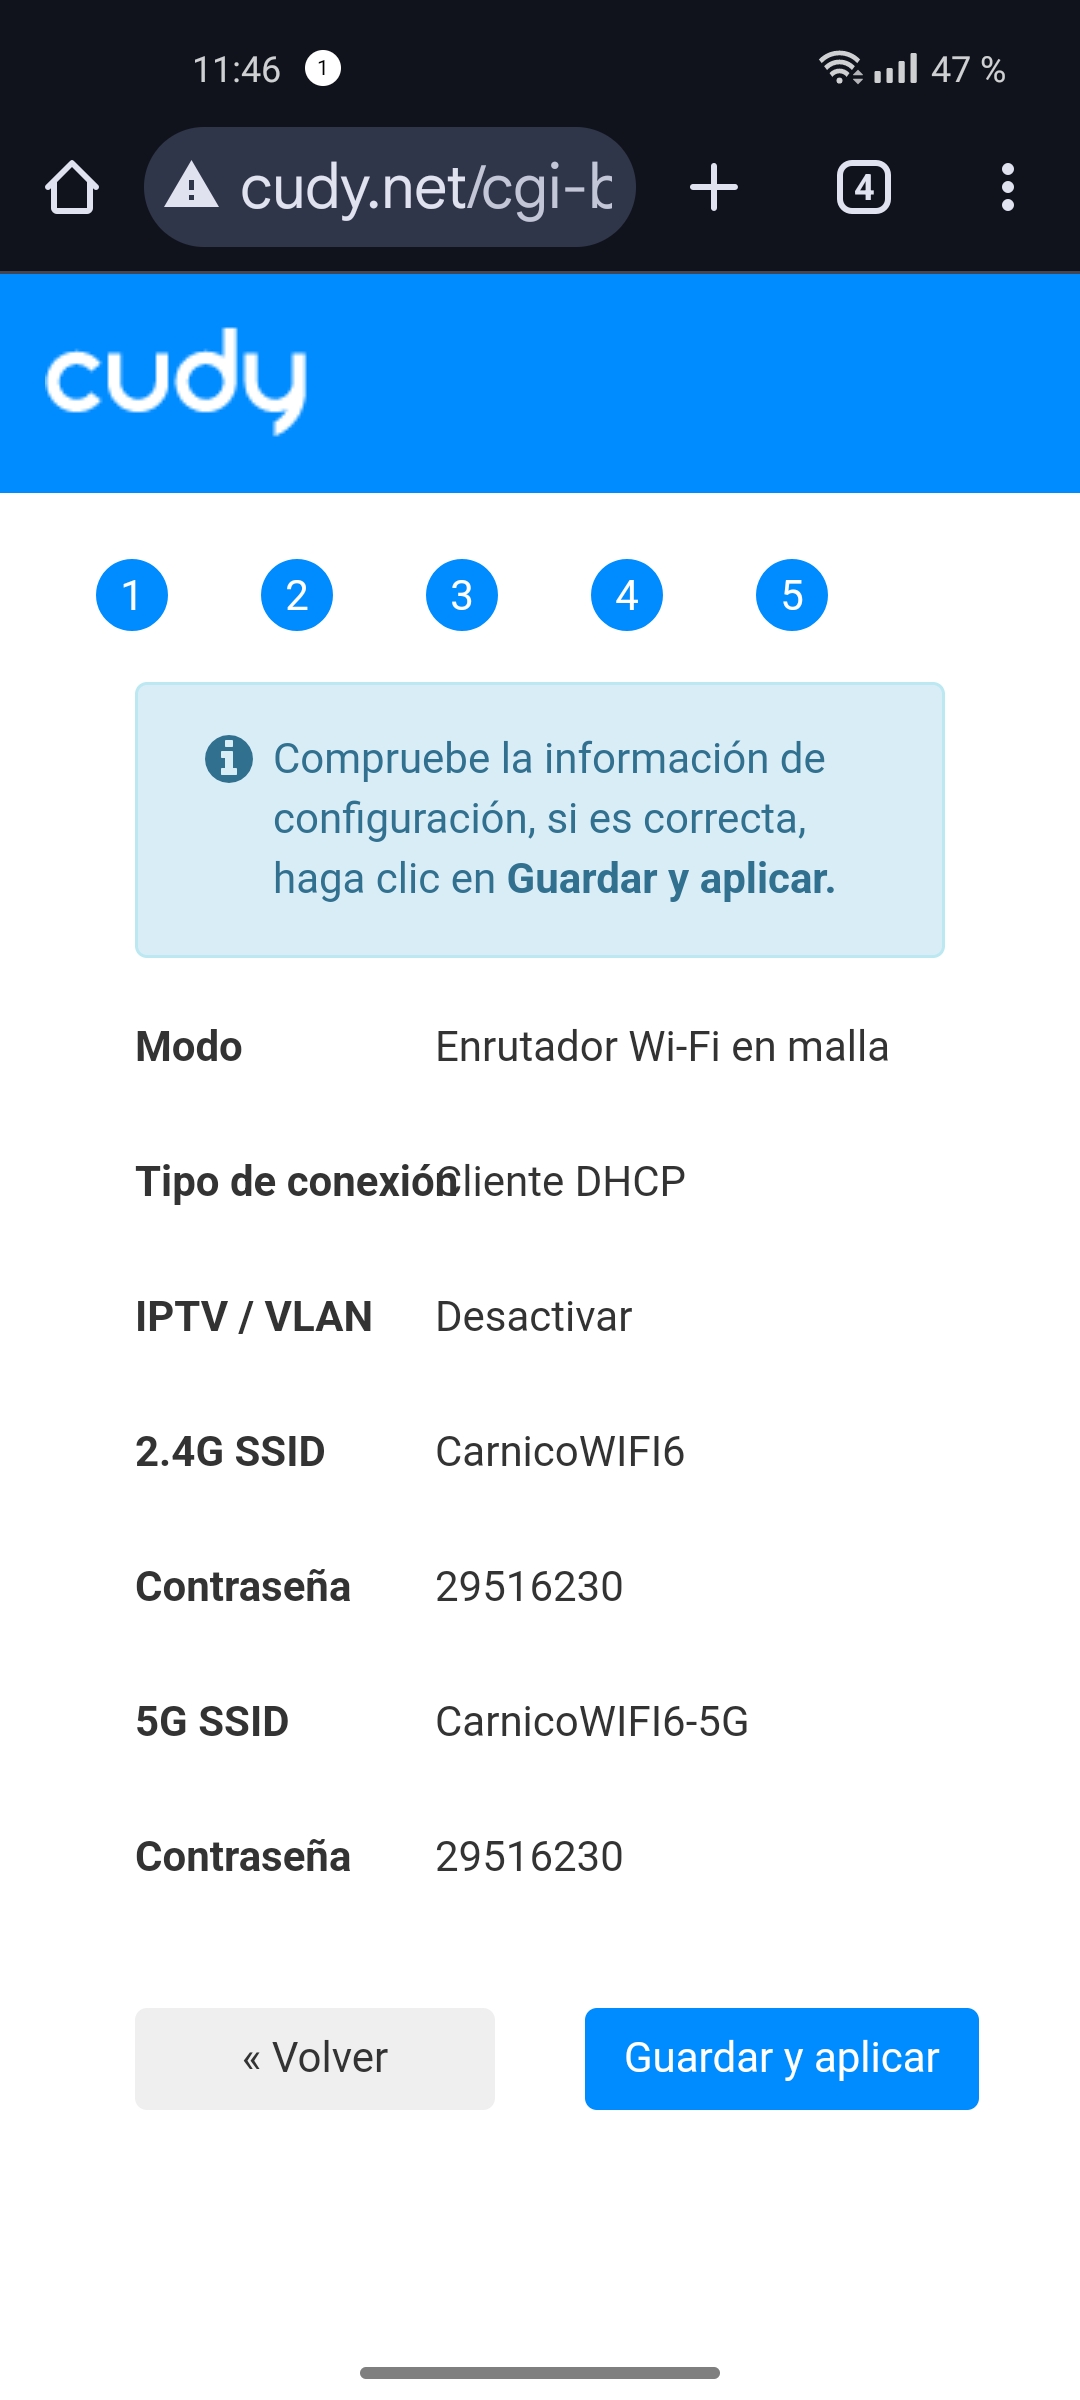 11:46 1 47 %
cudy.net/cgi-b 4
cudy
1 2 3 4 5
Compruebe la información de
configuración, si es correcta,
haga clic en Guardar y aplicar.
Modo Enrutador Wi-Fi en malla
Tipo de conexión Cliente DHCP
IPTV / VLAN Desactivar
2.4G SSID CarnicoWIFI6
Contraseña 29516230
5G SSID CarnicoWIFI6-5G
Contraseña 29516230
« Volver Guardar y aplicar